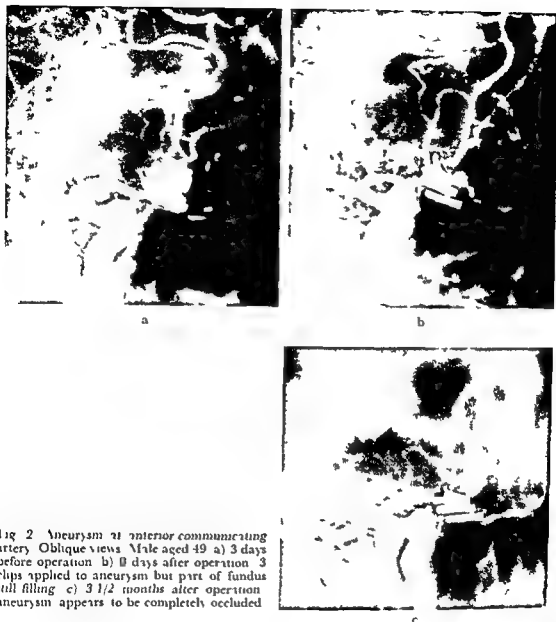 a
b
Fig 2 Aneurysm at anterior communicating
artery Oblique views Male aged 49 a) 3 days
before operation b) days after operation 3
clips applied to aneurysm but part of fundus
still filling c) 3 1/2 months after operation
aneurysm appears to be completely occluded
c